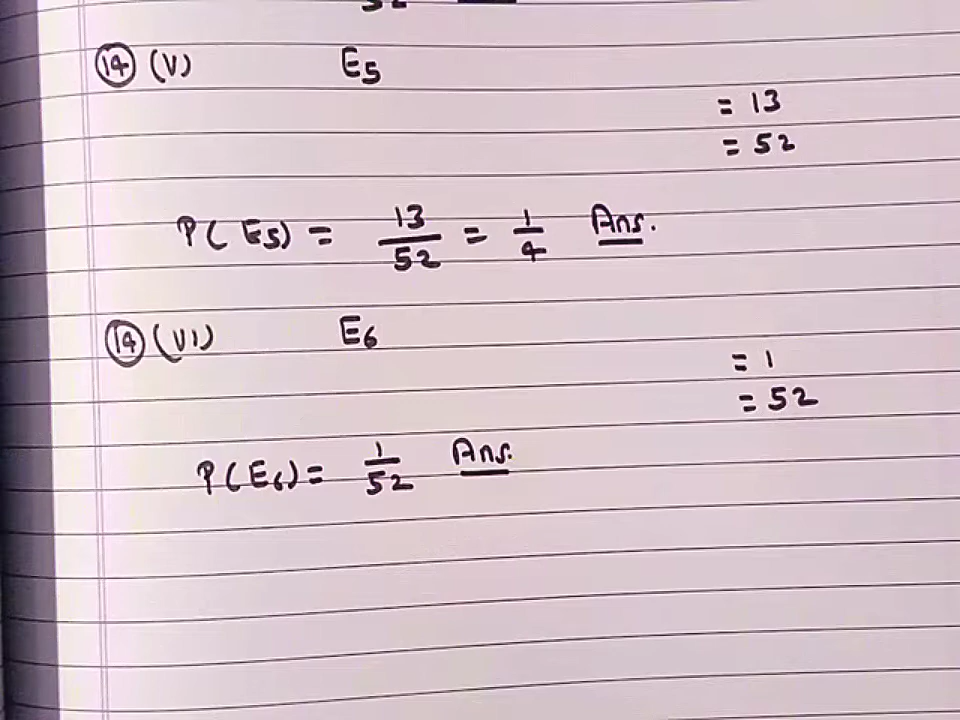 14 (V) E5
= 13
= 52
P(E5) = 13/52 = 1/4 Ans.
14 (VI) E6
= 1
= 52
P(E6) = 1/52 Ans.